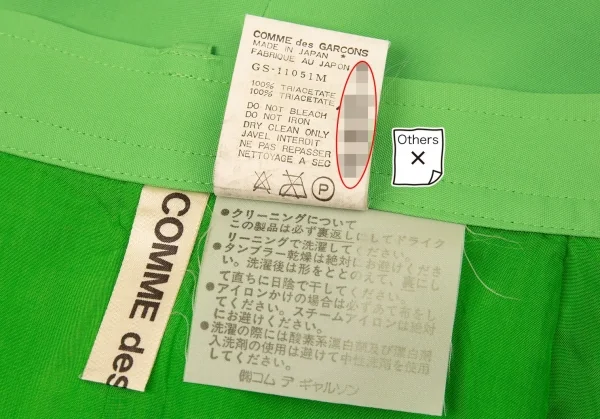 COMME des GARCONS
MADE IN JAPAN *
FABRIQUE AU JAPON
GS-11051M
100% TRIACETATE
100% TRIACETATE
DO NOT BLEACH
DO NOT IRON
DRY CLEAN ONLY
JAVEL INTERDIT
NE PAS REPASSER
NETTOYAGE A SEC
P
Others
×
COMME des
●クリーニングについて
この製品は必ず裏返しにしてドライク
リーニングで洗濯してください。
●タンブラー乾燥は絶対にお避けくださ
い。洗濯後は形をととのえて、裏にし
て直ちに日陰で干してください。
●アイロンかけの場合は必ずあて布をし
てください。スチームアイロンは絶対
にお避けください。
●洗濯の際には酸素系漂白剤及び漂白剤
入洗剤の使用は避けて中性洗剤を使用
してください。
㈱コム デ ギャルソン